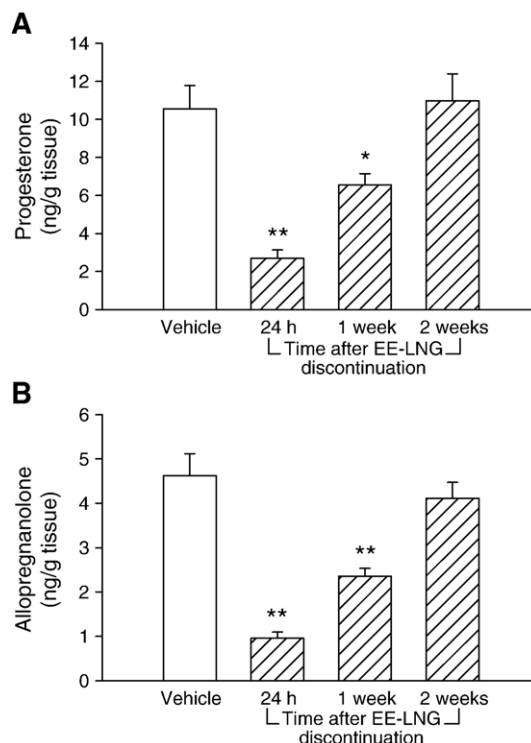 A
Progesterone
(ng/g tissue)
14
12
10
8
6
4
2
0
**
*
Vehicle 24 h 1 week 2 weeks
Time after EE-LNG
discontinuation
B
Allopregnanolone
(ng/g tissue)
6
5
4
3
2
1
0
**
**
Vehicle 24 h 1 week 2 weeks
Time after EE-LNG
discontinuation